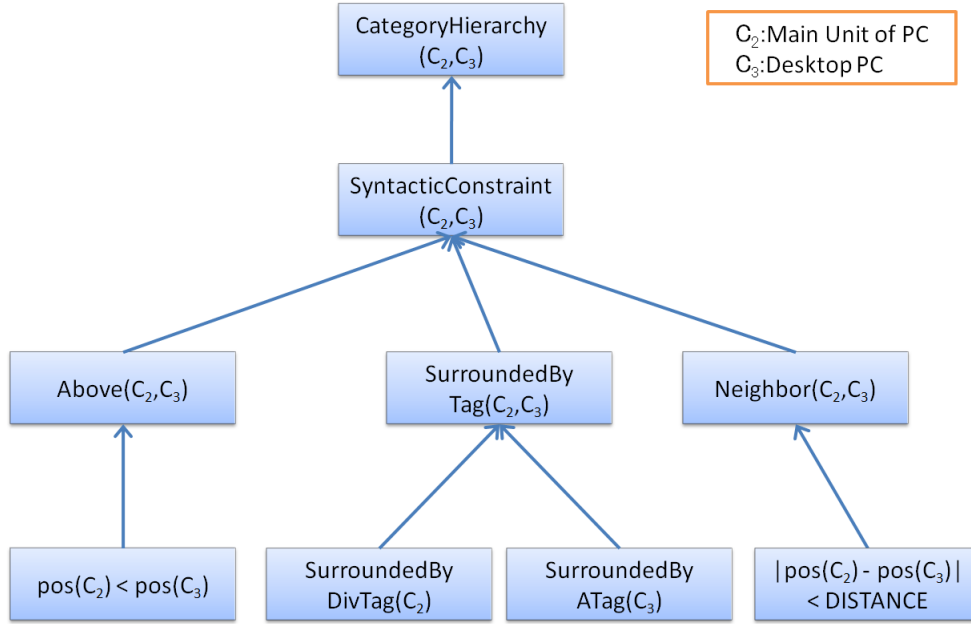 CategoryHierarchy
(C₂,C₃)
C₂:Main Unit of PC
C₃:Desktop PC
SyntacticConstraint
(C₂,C₃)
Above(C₂,C₃)
SurroundedBy
Tag(C₂,C₃)
Neighbor(C₂,C₃)
pos(C₂) < pos(C₃)
SurroundedBy
DivTag(C₂)
SurroundedBy
ATag(C₃)
|pos(C₂) - pos(C₃)|
< DISTANCE